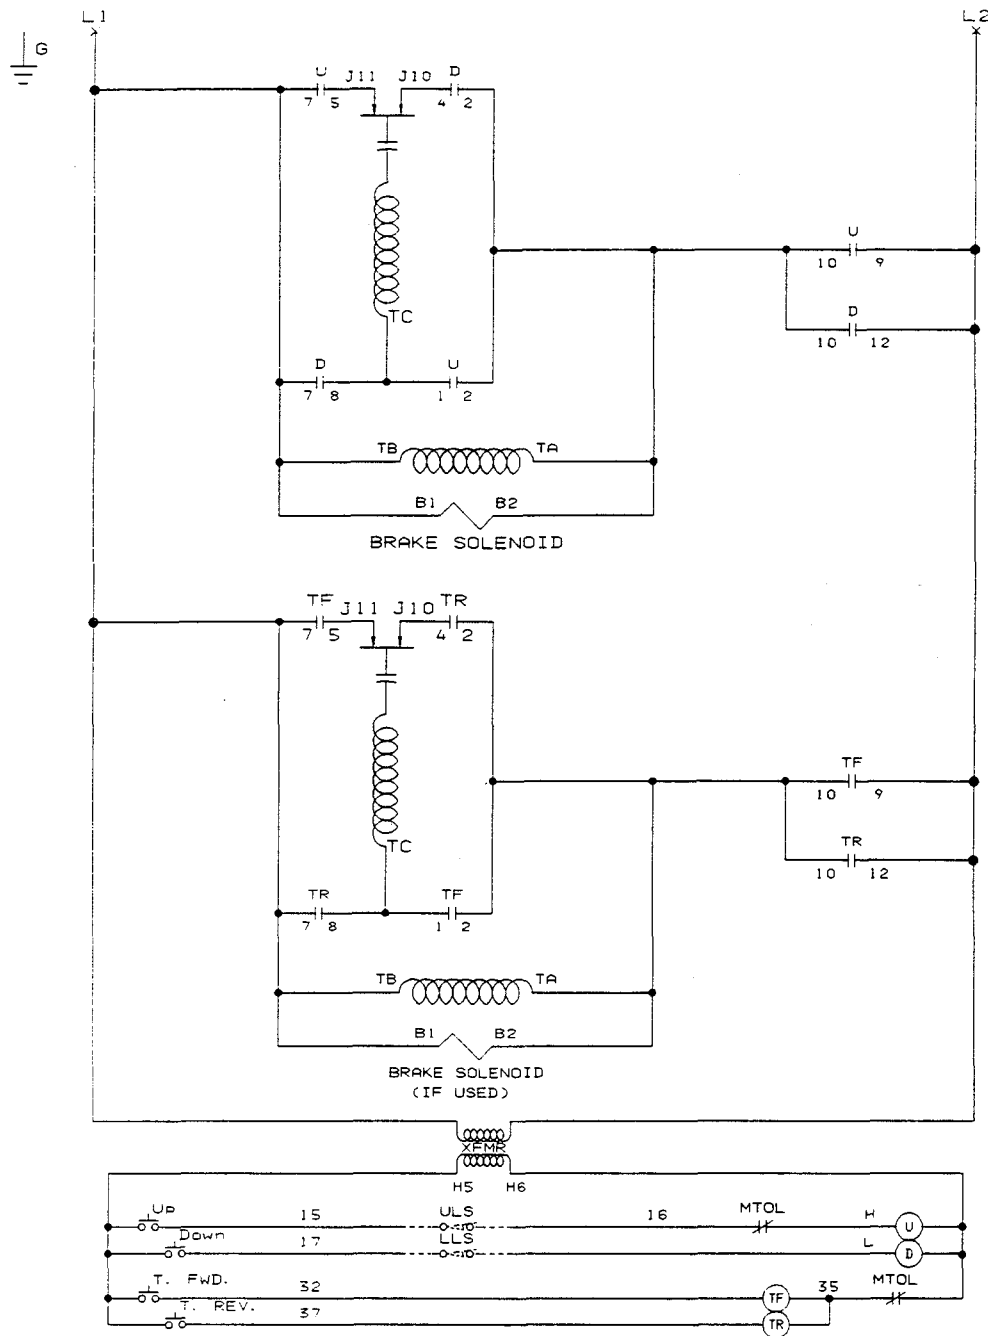 L1 L2
G
U J11 J10 D
7 5 4 2
U
10 9
TC
D
10 12
D U
7 8 1 2
TB TA
B1 B2
BRAKE SOLENOID
TF J11 J10 TR
7 5 4 2
TF
10 9
TC
TR
10 12
TR TF
7 8 1 2
TB TA
B1 B2
BRAKE SOLENOID
(IF USED)
XFMR
H5 H6
Up 15 ULS 16 MTOL H U
Down 17 LLS L D
T. FWD. 32 TF 35 MTOL
T. REV. 37 TR